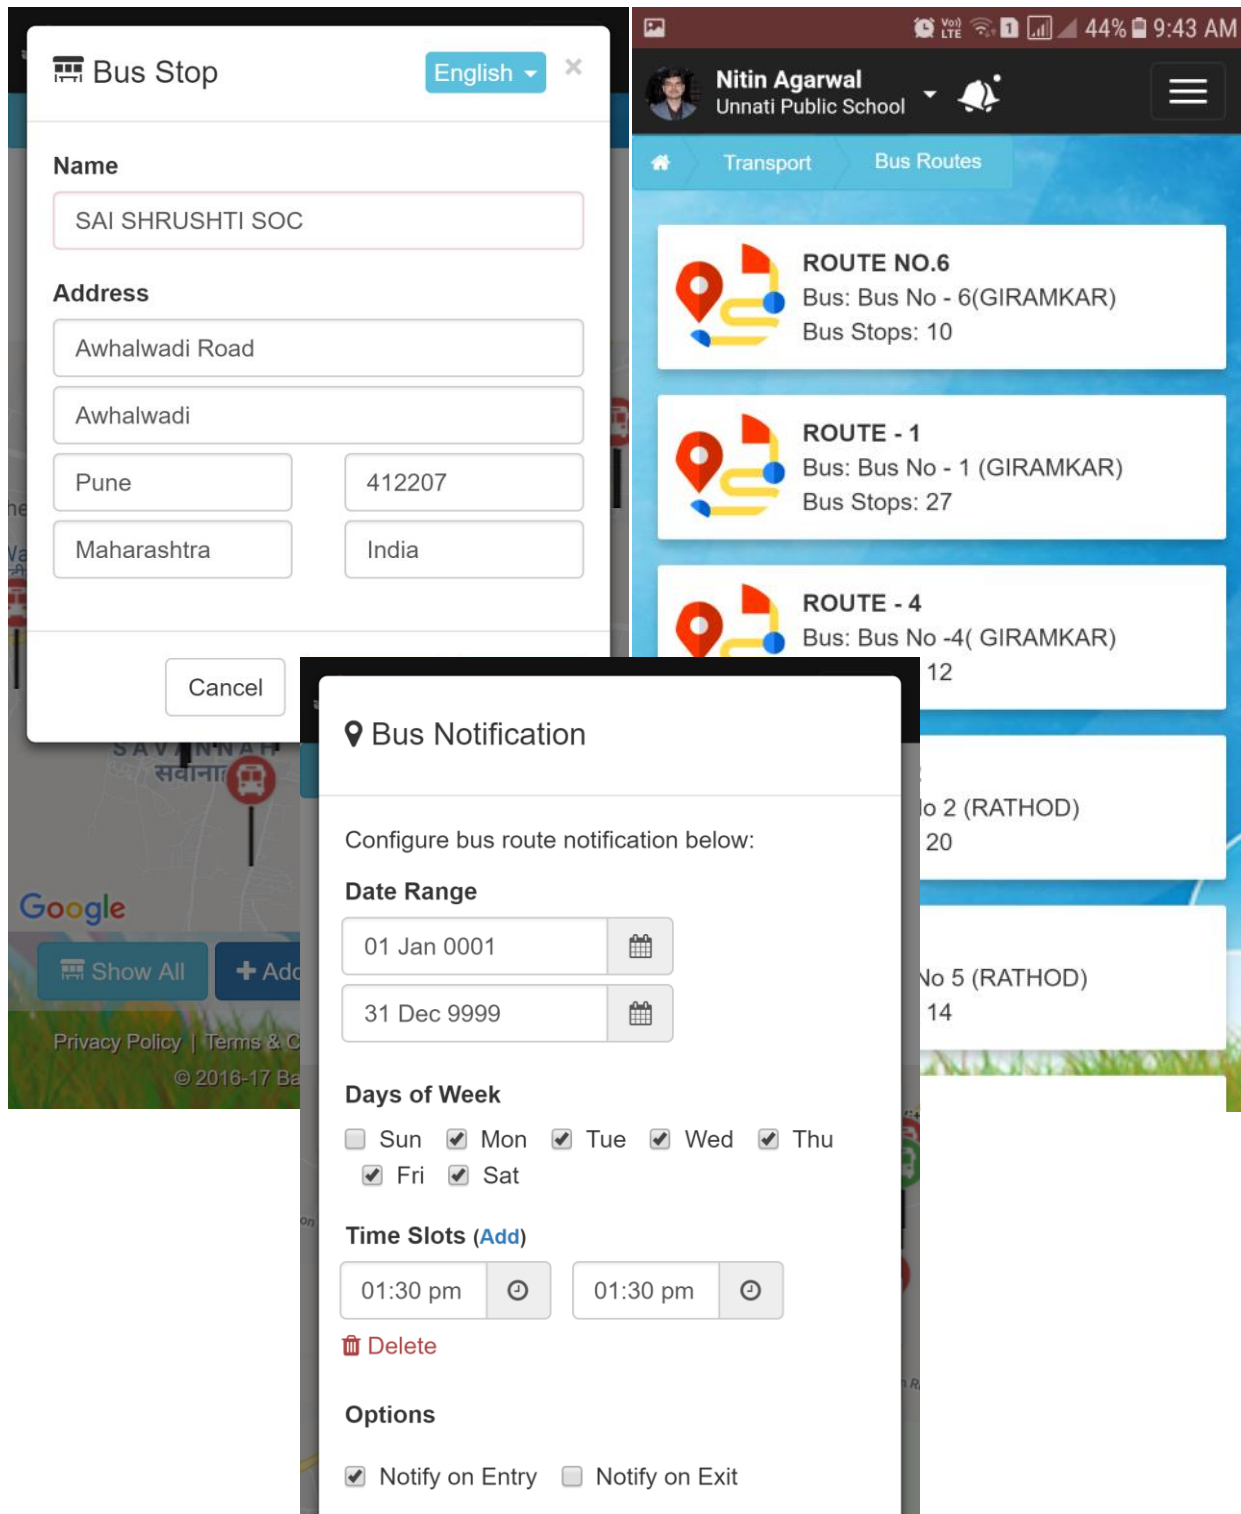 Bus Stop
English
×
Name
SAI SHRUSHTI SOC
Address
Awhalwadi Road
Awhalwadi
Pune
412207
Maharashtra
India
Cancel
SAVANNAH
Google
Show All
Privacy Policy | Terms &
© 2016-17
44% 9:43 AM
Nitin Agarwal
Unnati Public School
Transport
Bus Routes
ROUTE NO.6
Bus: Bus No - 6(GIRAMKAR)
Bus Stops: 10
ROUTE - 1
Bus: Bus No - 1 (GIRAMKAR)
Bus Stops: 27
ROUTE - 4
Bus: Bus No -4( GIRAMKAR)
12
2 (RATHOD)
20
No 5 (RATHOD)
14
Bus Notification
Configure bus route notification below:
Date Range
01 Jan 0001
31 Dec 9999
Days of Week
Sun Mon Tue Wed Thu
Fri Sat
Time Slots (Add)
01:30 pm 01:30 pm
Delete
Options
Notify on Entry Notify on Exit